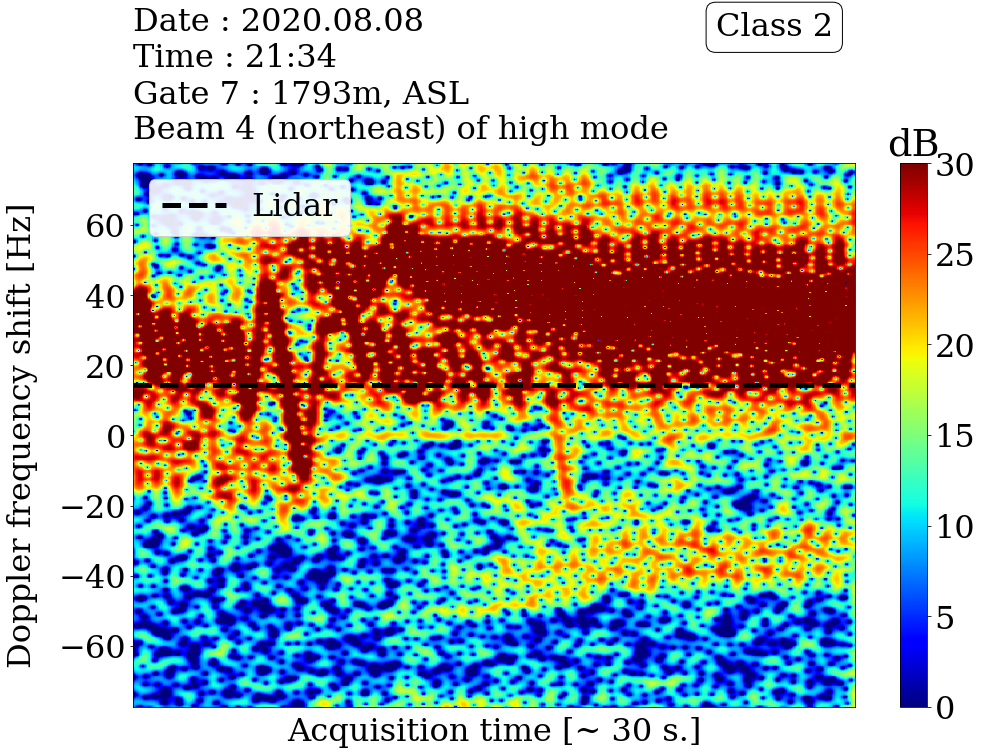 Date : 2020.08.08
Time : 21:34
Gate 7 : 1793m, ASL
Beam 4 (northeast) of high mode
Class 2
dB
Lidar
Doppler frequency shift [Hz]
60
40
20
0
−20
−40
−60
30
25
20
15
10
5
0
Acquisition time [~ 30 s.]